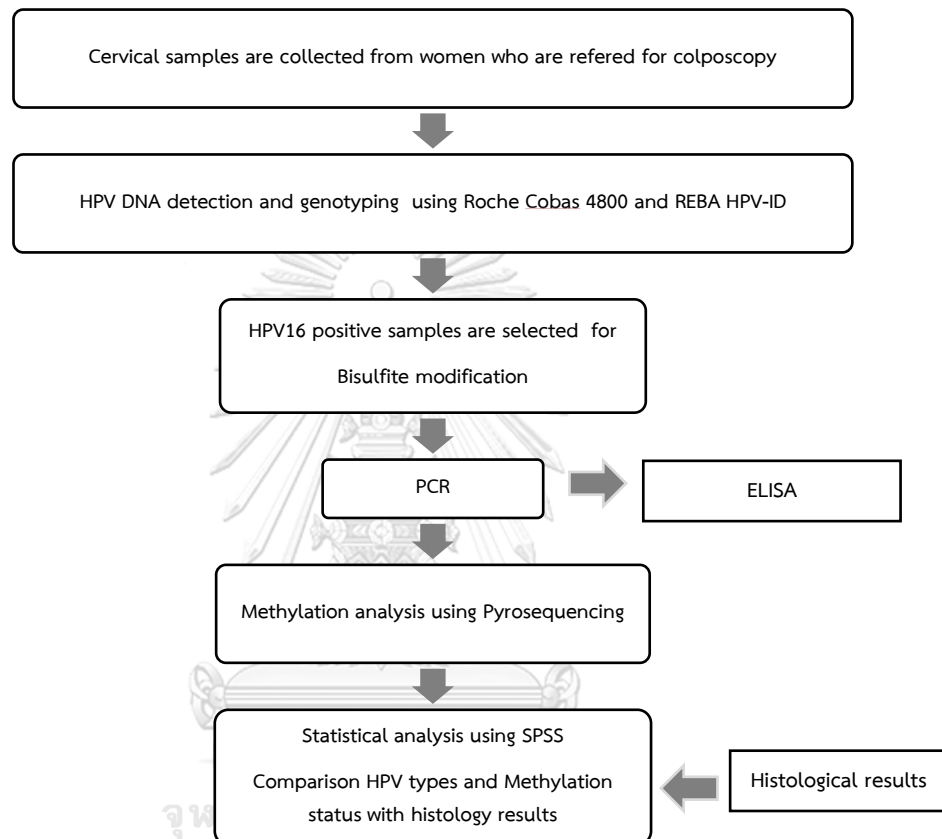 Cervical samples are collected from women who are refered for colposcopy
HPV DNA detection and genotyping using Roche Cobas 4800 and REBA HPV-ID
HPV16 positive samples are selected for
Bisulfite modification
PCR
ELISA
Methylation analysis using Pyrosequencing
Statistical analysis using SPSS
Comparison HPV types and Methylation
status with histology results
Histological results